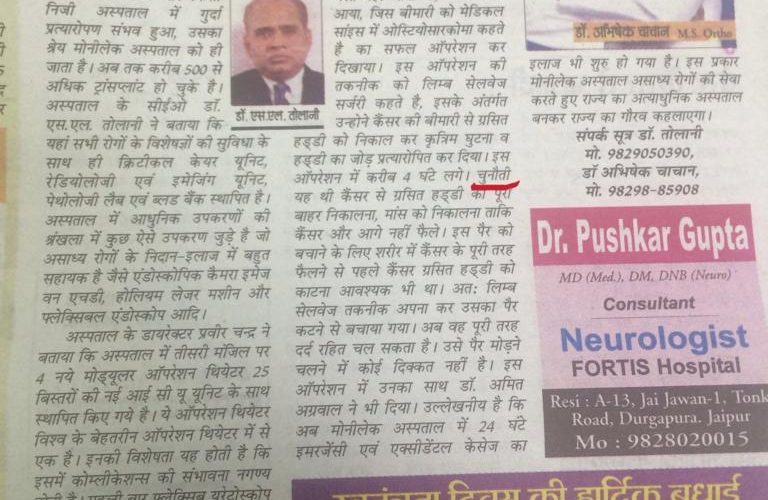 निजी अस्पताल में गुर्दा
प्रत्यारोपण संभव हुआ, उसका
श्रेय मोनीलेक अस्पताल को ही
जाता है। अब तक करीब 500 से
अधिक ट्रांसप्लांट हो चुके है।
अस्पताल के सीईओ डॉ.
एस.एल. तोलानी ने बताया कि
यहां सभी रोगों के विशेषज्ञों की सुविधा के
साथ ही क्रिटीकल केयर यूनिट,
रेडियोलोजी एवं इमेजिंग यूनिट,
पेथोलोजी लैब एवं ब्लड बैंक स्थापित है।
अस्पताल में आधुनिक उपकरणों की
श्रंखला में कुछ ऐसे उपकरण जुड़े है जो
असाध्य रोगों के निदान-इलाज में बहुत
सहायक है जैसे एंडोस्कोपिक कैमरा इमेज
वन एचडी, होलियम लेजर मशीन और
फ्लेक्सिबल एंडोस्कोप आदि।
अस्पताल के डायरेक्टर प्रवीर चन्द्र ने
बताया कि अस्पताल में तीसरी मंजिल पर
4 नये मोड्यूलर ऑपरेशन थियेटर 25
बिस्तरों की नई आई सी यू यूनिट के साथ
स्थापित किए गये है। ये ऑपरेशन थियेटर
विश्व के बेहतरीन ऑपरेशन थियेटर में से
एक है। इनकी विशेषता यह होती है कि
इसमें कोम्लीकेशन्स की संभावना नगण्य
डॉ. एस.एल. तोलानी
आया, जिस बीमारी को मेडिकल
सांइस में ओस्टियोसारकोमा कहते
है का सफल ऑपरेशन कर
दिखाया। इस ऑपरेशन की
तकनीक को लिम्ब सेलवेज
सर्जरी कहते है, इसके अंतर्गत
उन्होने कैंसर की बीमारी से ग्रसित
हड्डी को निकाल कर कृत्रिम घुटना व
हड्डी का जोड़ प्रत्यारोपित कर दिया। इस
ऑपरेशन में करीब 4 घंटे लगे। चुनौती
यह थी कैंसर से ग्रसित हड्डी को पूरी
बाहर निकालना, मांस को निकालना ताकि
कैंसर और आगे नहीं फैले। इस पैर को
बचाने के लिए शरीर में कैंसर के पूरी तरह
फैलने से पहले कैंसर ग्रसित हड्डी को
काटना आवश्यक भी था। अत: लिम्ब
सेलवेज तकनीक अपना कर उसका पैर
कटने से बचाया गया। अब वह पूरी तरह
दर्द रहित चल सकता है। उसे पैर मोड़ने
चलने में कोई दिक्कत नहीं है। इस
ऑपरेशन में उनका साथ डॉ. अमित
अग्रवाल ने भी दिया। उल्लेखनीय है कि
अब मोनीलेक अस्पताल में 24 घंटे
इमरजेंसी एवं एक्सीडेंटल केसेज का
डॉ. अभिषेक चाचान M.S. Ortho
इलाज भी शुरु हो गया है। इस प्रकार
मोनीलेक अस्पताल असाध्य रोगों की सेवा
करते हुए राज्य का अत्याधुनिक अस्पताल
बनकर राज्य का गौरव कहलाएगा।
संपर्क सूत्र डॉ. तोलानी
मो. 9829050390,
डॉ अभिषेक चाचान,
मो. 98298-85908
Dr. Pushkar Gupta
MD (Med.), DM, DNB (Neuro)
Consultant
Neurologist
FORTIS Hospital
Resi : A-13, Jai Jawan-1, Tonk
Road, Durgapura. Jaipur
Mo : 9828020015